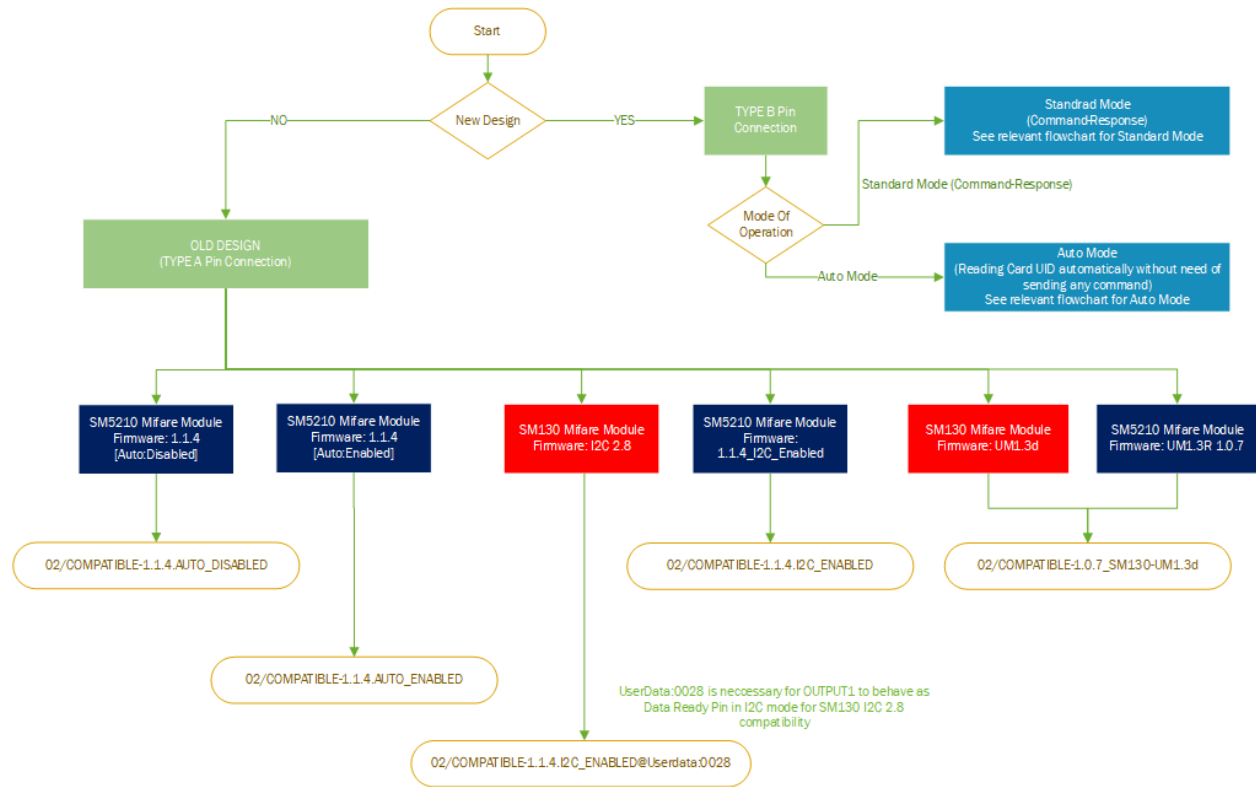 Start
New Design
NO
YES
TYPE B Pin
Connection
Standrad Mode
(Command-Response)
See relevant flowchart for Standard Mode
Standard Mode (Command-Response)
Mode Of
Operation
OLD DESIGN
(TYPE A Pin Connection)
Auto Mode
Auto Mode
(Reading Card UID automatically without need of
sending any command)
See relevant flowchart for Auto Mode
SM5210 Mifare Module
Firmware: 1.1.4
[Auto:Disabled]
SM5210 Mifare Module
Firmware: 1.1.4
[Auto:Enabled]
SM130 Mifare Module
Firmware: I2C 2.8
SM5210 Mifare Module
Firmware:
1.1.4_I2C_Enabled
SM130 Mifare Module
Firmware: UM1.3d
SM5210 Mifare Module
Firmware: UM1.3R 1.0.7
02/COMPATIBLE-1.1.4.AUTO_DISABLED
02/COMPATIBLE-1.1.4.I2C_ENABLED
02/COMPATIBLE-1.0.7_SM130-UM1.3d
02/COMPATIBLE-1.1.4.AUTO_ENABLED
UserData:0028 is neccessary for OUTPUT1 to behave as
Data Ready Pin in I2C mode for SM130 I2C 2.8
compatibility
02/COMPATIBLE-1.1.4.I2C_ENABLED@Userdata:0028